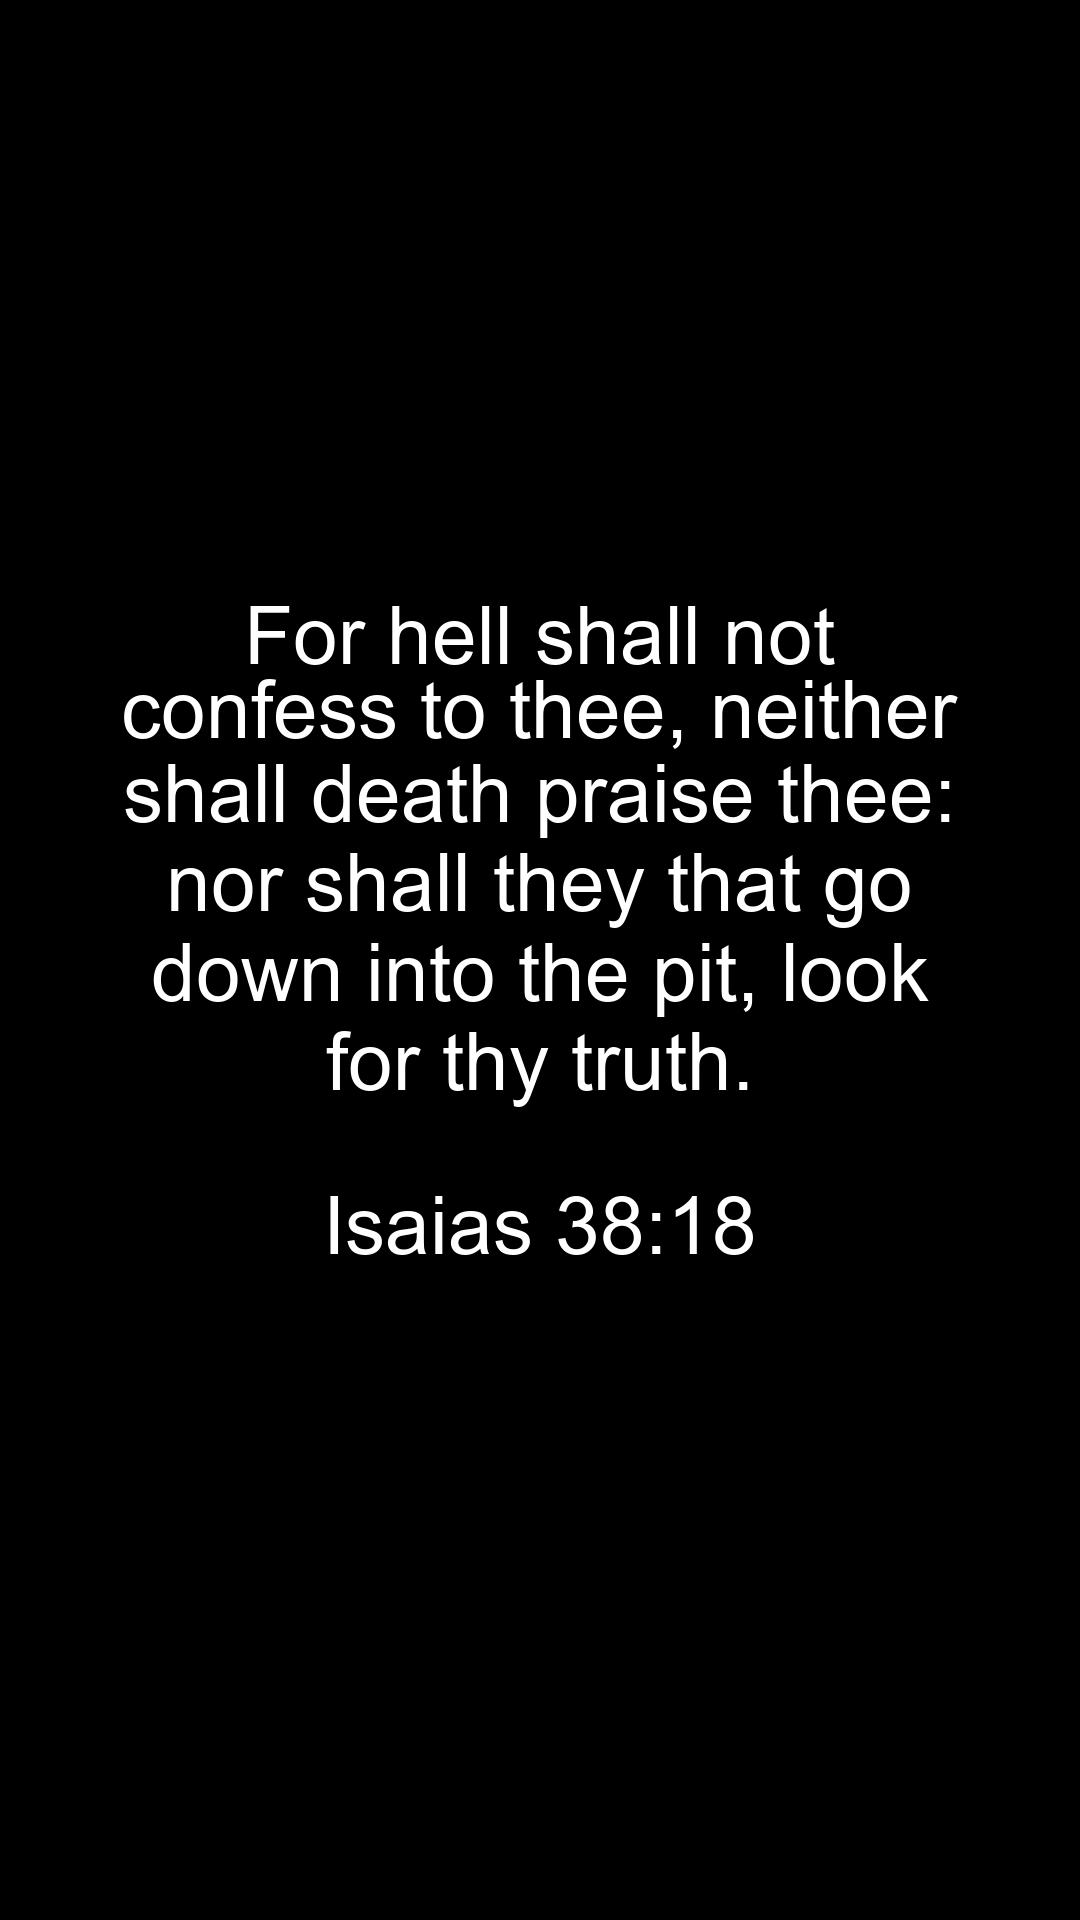 For hell shall not
confess to thee, neither
shall death praise thee:
nor shall they that go
down into the pit, look
for thy truth.
Isaias 38:18